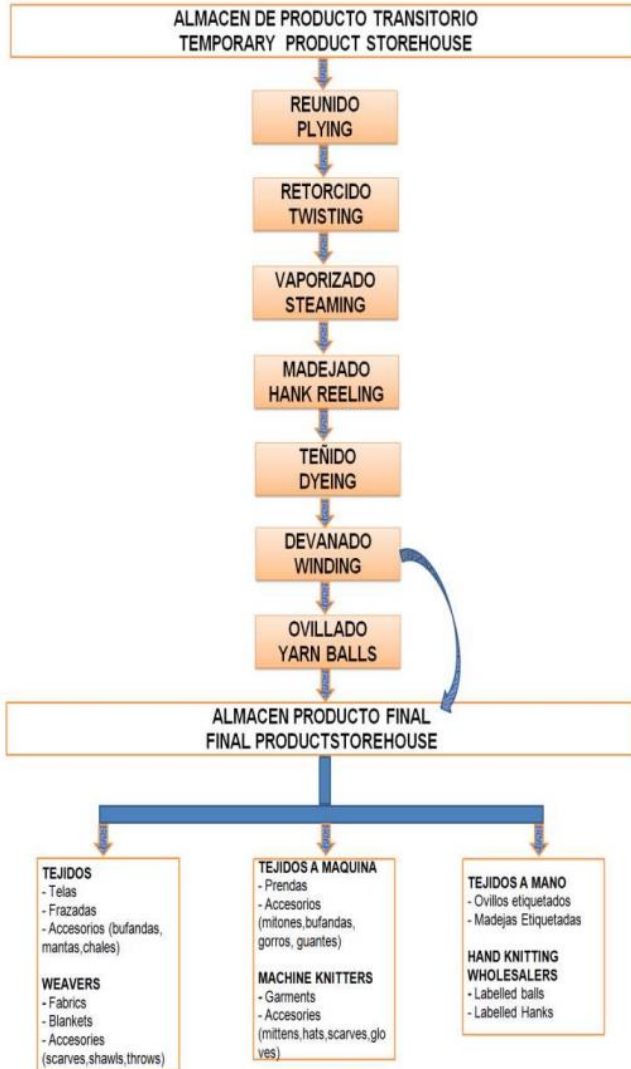 ALMACEN DE PRODUCTO TRANSITORIO
TEMPORARY PRODUCT STOREHOUSE
REUNIDO
PLYING
RETORCIDO
TWISTING
VAPORIZADO
STEAMING
MADEJADO
HANK REELING
TEÑIDO
DYEING
DEVANADO
WINDING
OVILLADO
YARN BALLS
ALMACEN PRODUCTO FINAL
FINAL PRODUCTSTOREHOUSE
TEJIDOS
- Telas
- Frazadas
- Accesorios (bufandas,
mantas,chales)
WEAVERS
- Fabrics
- Blankets
- Accesories
(scarves,shawls,throws)
TEJIDOS A MAQUINA
- Prendas
- Accesorios
(mitones,bufandas,
gorros, guantes)
MACHINE KNITTERS
- Garments
- Accesories
(mittens,hats,scarves,glo
ves)
TEJIDOS A MANO
- Ovillos etiquetados
- Madejas Etiquetadas
HAND KNITTING
WHOLESALERS
- Labelled balls
- Labelled Hanks